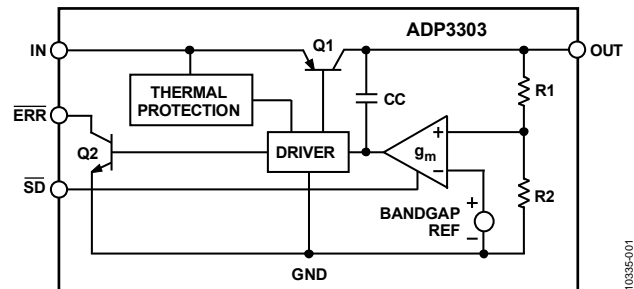 ADP3303
IN
Q1
OUT
THERMAL
PROTECTION
CC
R1
ERR
Q2
DRIVER
+
gm
−
SD
R2
BANDGAP
REF
+
−
GND
10335-001